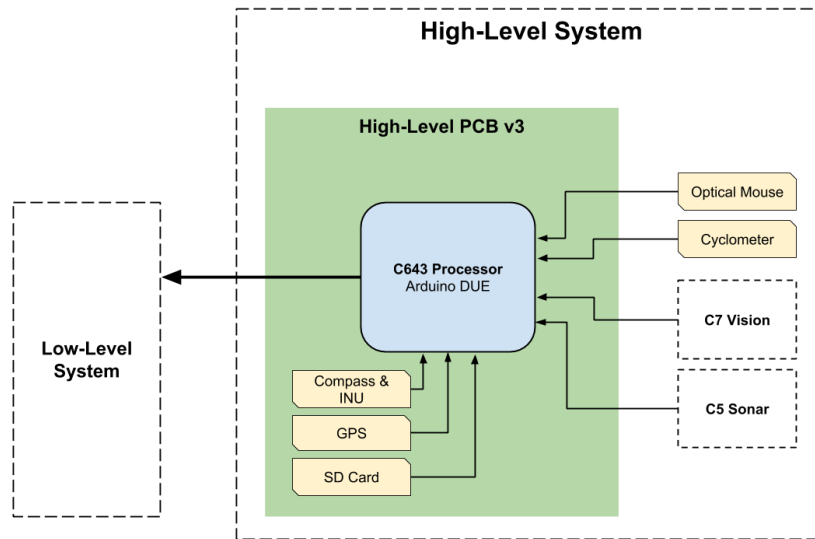 High-Level System
High-Level PCB v3
Optical Mouse
Cyclometer
C643 Processor
Arduino DUE
C7 Vision
Low-Level
System
Compass &
INU
GPS
SD Card
C5 Sonar